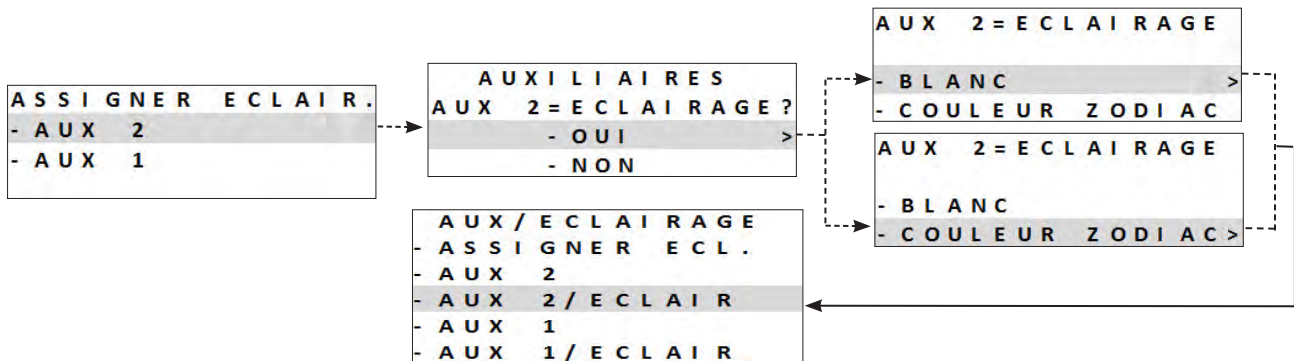 ASSIGNER ECLAIR.
- AUX 2
- AUX 1
AUXILIAIRES
AUX 2=ECLAIRAGE?
- OUI >
- NON
AUX 2=ECLAIRAGE
- BLANC >
- COULEUR ZODIAC
AUX 2=ECLAIRAGE
- BLANC
- COULEUR ZODIAC>
AUX/ECLAIRAGE
- ASSIGNER ECL.
- AUX 2
- AUX 2/ECLAIR
- AUX 1
- AUX 1/ECLAIR